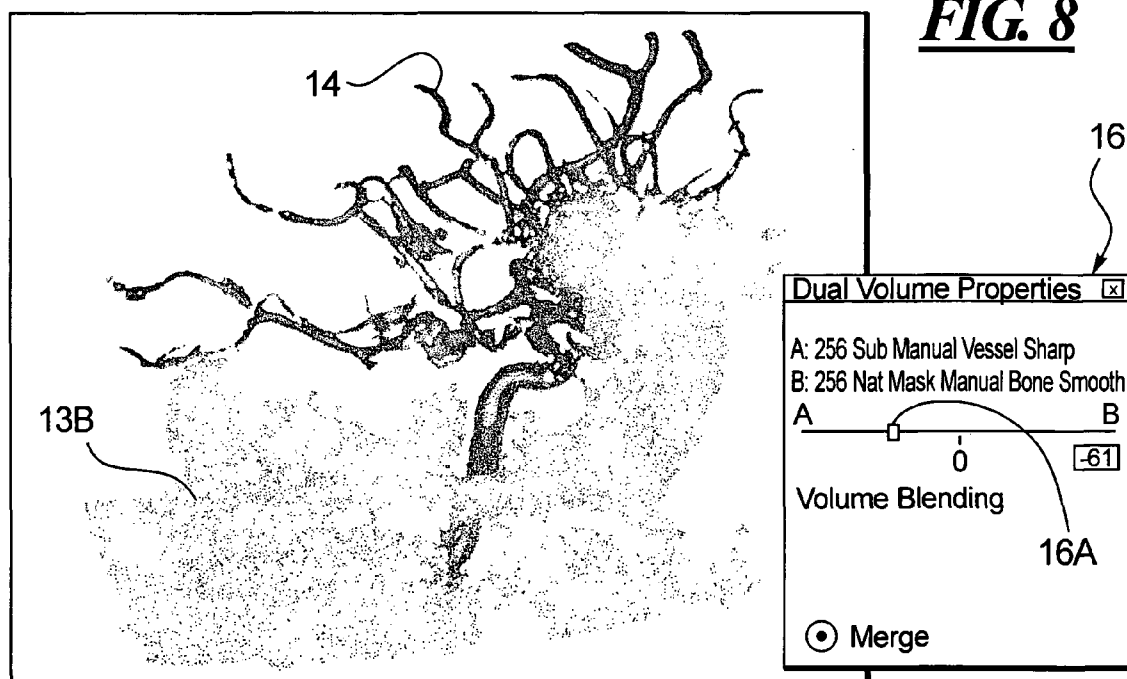 FIG. 8
14
16
13B
Dual Volume Properties x
A: 256 Sub Manual Vessel Sharp
B: 256 Nat Mask Manual Bone Smooth
A B
0 -61
Volume Blending
16A
Merge